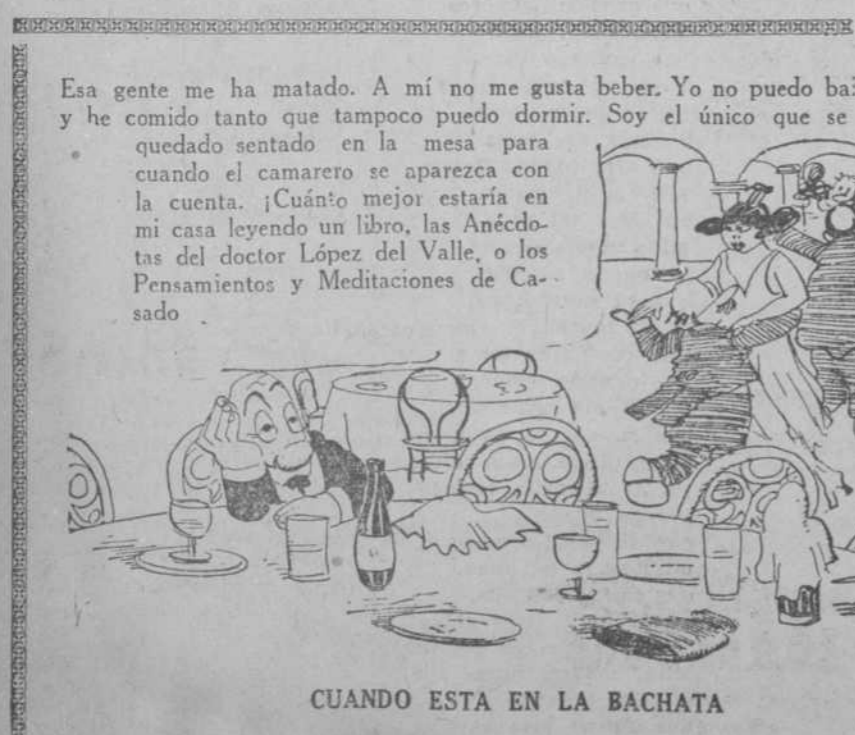 Esa gente me ha matado. A mí no me gusta beber. Yo no puedo bai
y he comido tanto que tampoco puedo dormir. Soy el único que se
quedado sentado en la mesa para
cuando el camarero se aparezca con
la cuenta. ¡Cuánto mejor estaría en
mi casa leyendo un libro, las Anécdo-
tas del doctor López del Valle, o los
Pensamientos y Meditaciones de Ca-
sado
CUANDO ESTA EN LA BACHATA